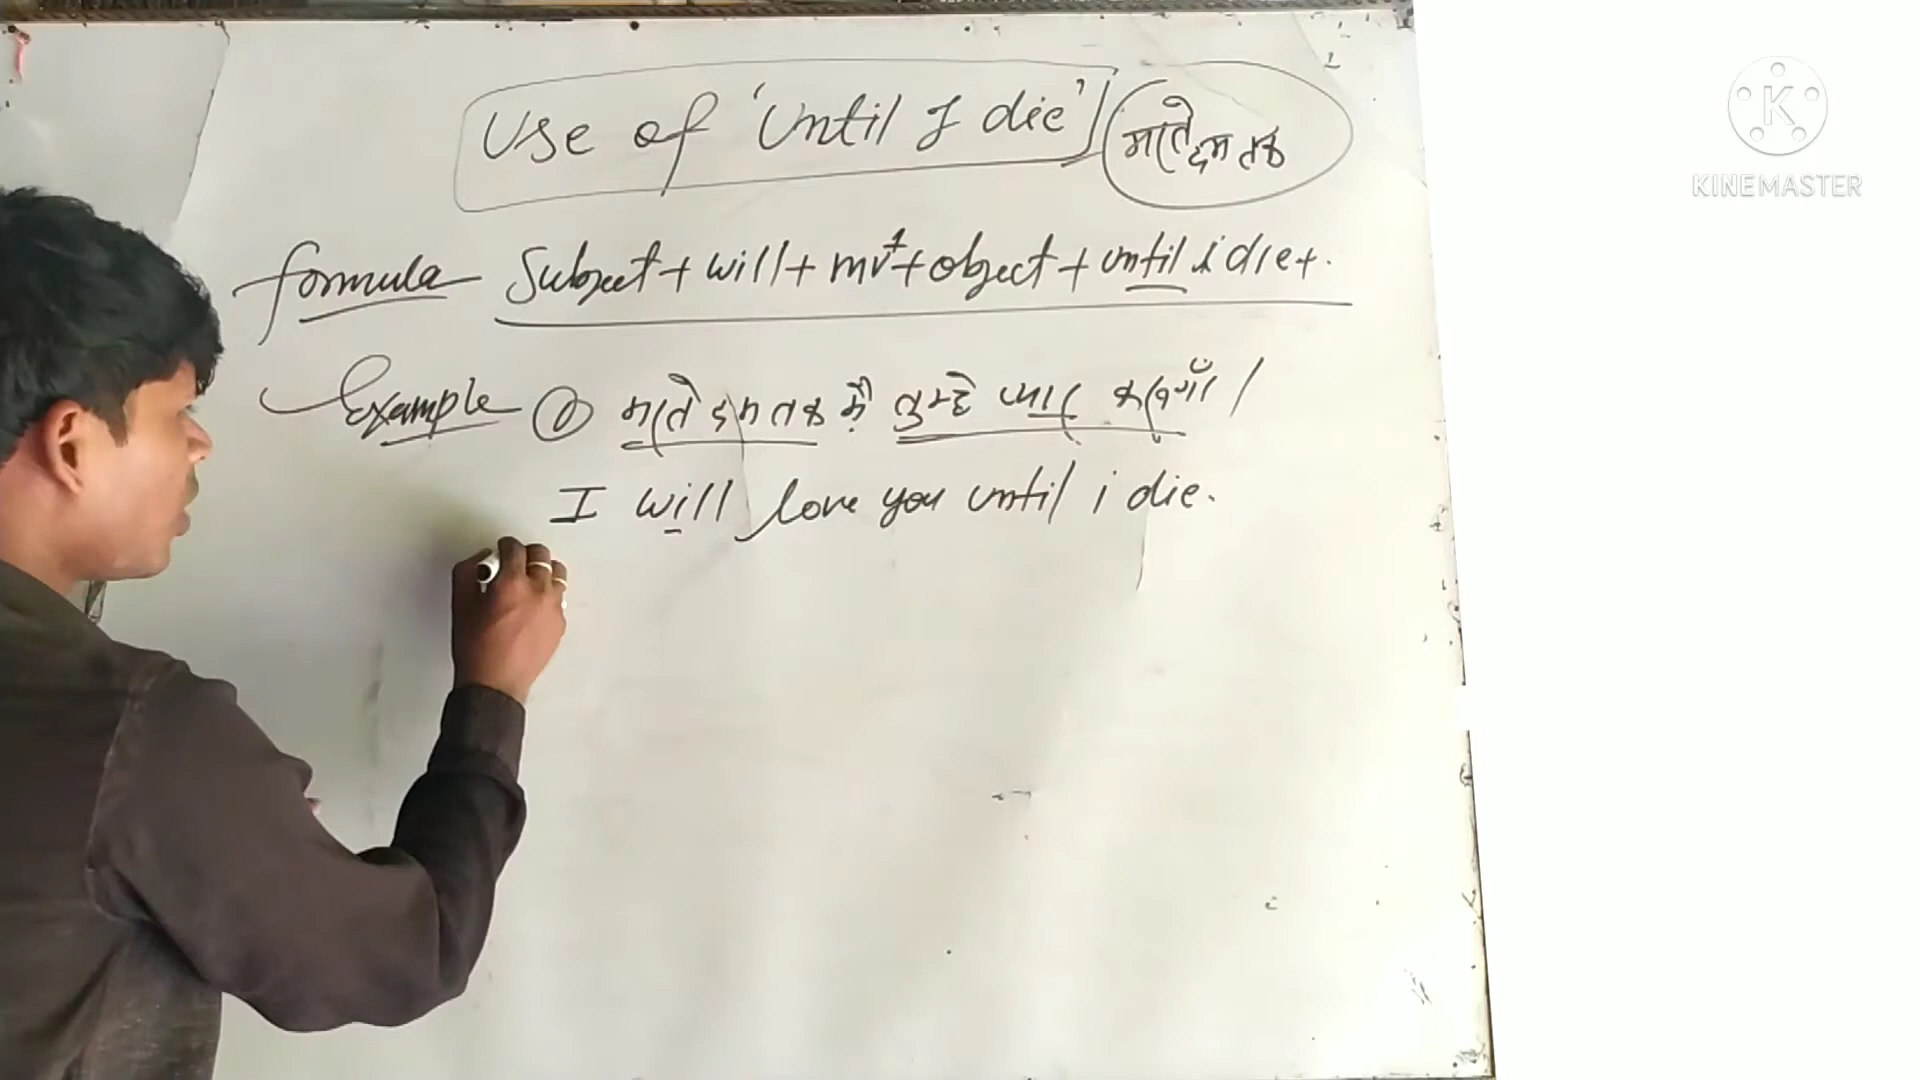 Use of 'Until I die' मरते दम तक
formula Subject + will + mv¹ + object + until i die +.
Example ① मरते दम तक मैं तुम्हें प्यार करूँगा।
I will love you until i die.
K
KINEMASTER